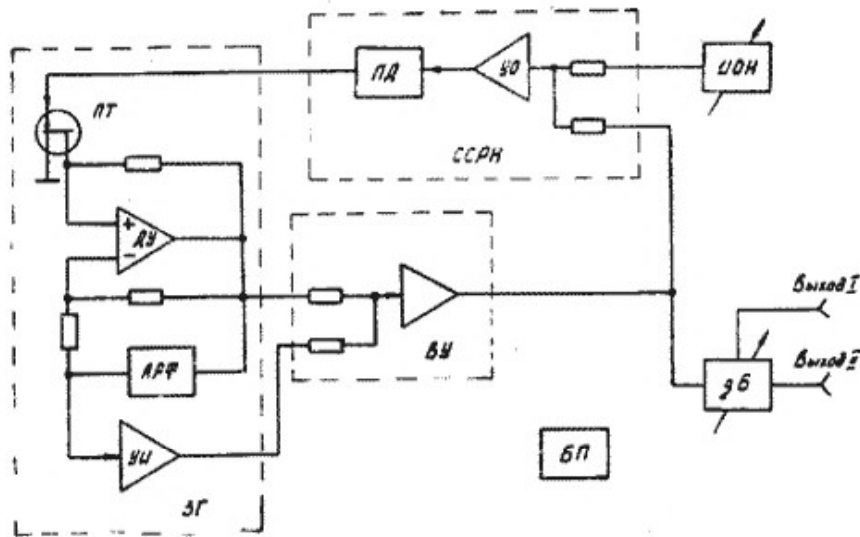 ПД
УО
ИОН
ПТ
ССРН
+
ДУ
−
Выход I
АРФ
ВУ
дБ
Выход II
УИ
БП
ЗГ